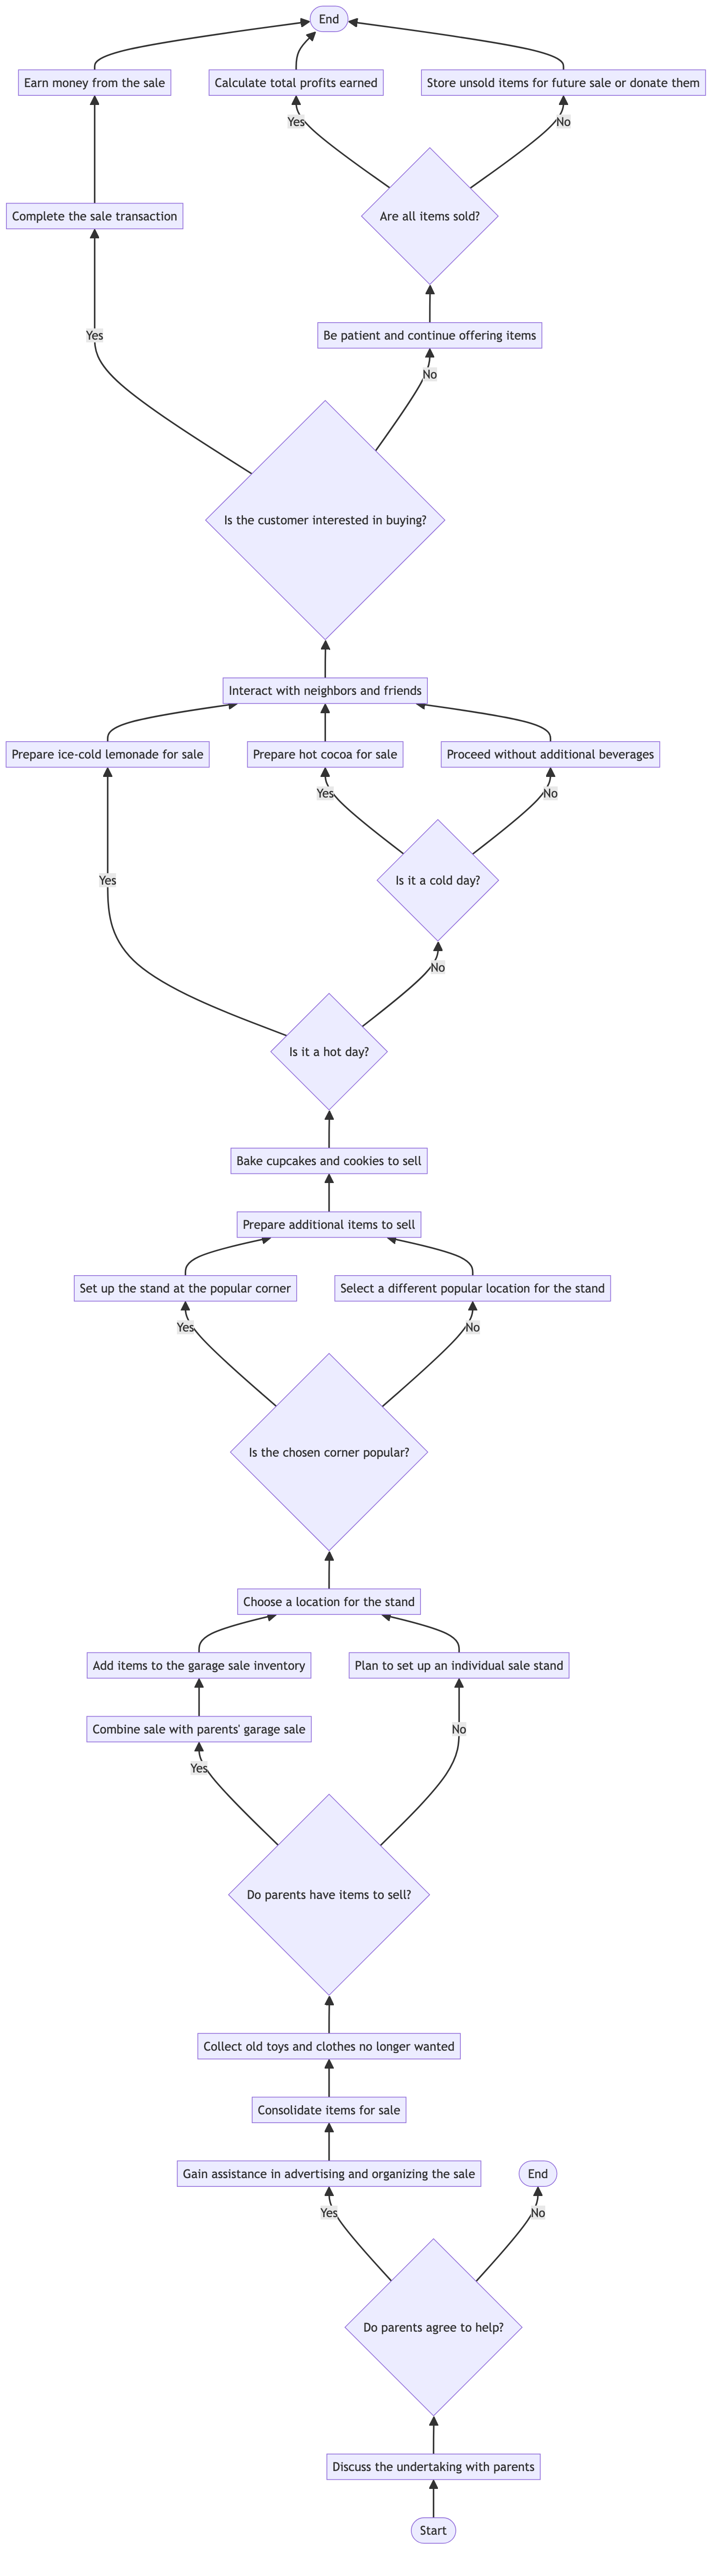 End
Earn money from the sale
Calculate total profits earned
Store unsold items for future sale or donate them
Yes
No
Complete the sale transaction
Are all items sold?
Yes
Be patient and continue offering items
No
Is the customer interested in buying?
Interact with neighbors and friends
Prepare ice-cold lemonade for sale
Prepare hot cocoa for sale
Proceed without additional beverages
Yes
No
Yes
Is it a cold day?
No
Is it a hot day?
Bake cupcakes and cookies to sell
Prepare additional items to sell
Set up the stand at the popular corner
Select a different popular location for the stand
Yes
No
Is the chosen corner popular?
Choose a location for the stand
Add items to the garage sale inventory
Plan to set up an individual sale stand
Combine sale with parents' garage sale
No
Yes
Do parents have items to sell?
Collect old toys and clothes no longer wanted
Consolidate items for sale
Gain assistance in advertising and organizing the sale
End
Yes
No
Do parents agree to help?
Discuss the undertaking with parents
Start